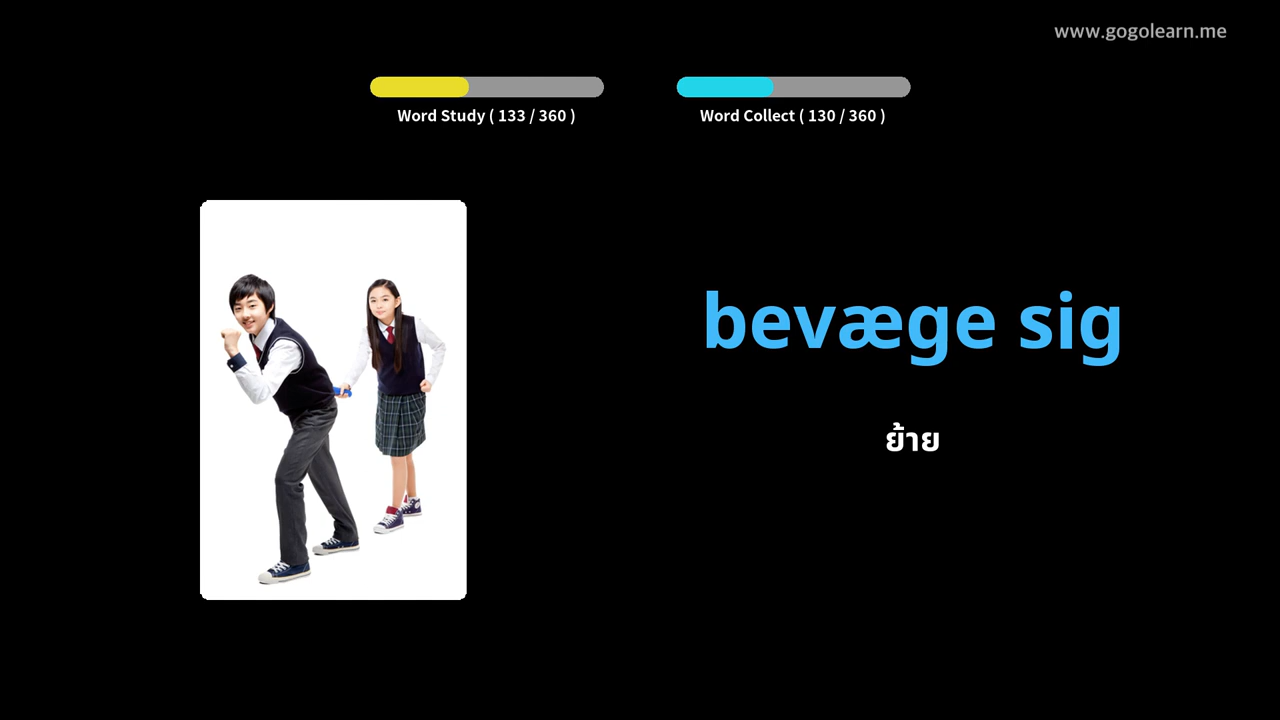 www.gogolearn.me
Word Study ( 133 / 360 )
Word Collect ( 130 / 360 )
bevæge sig
ย้าย